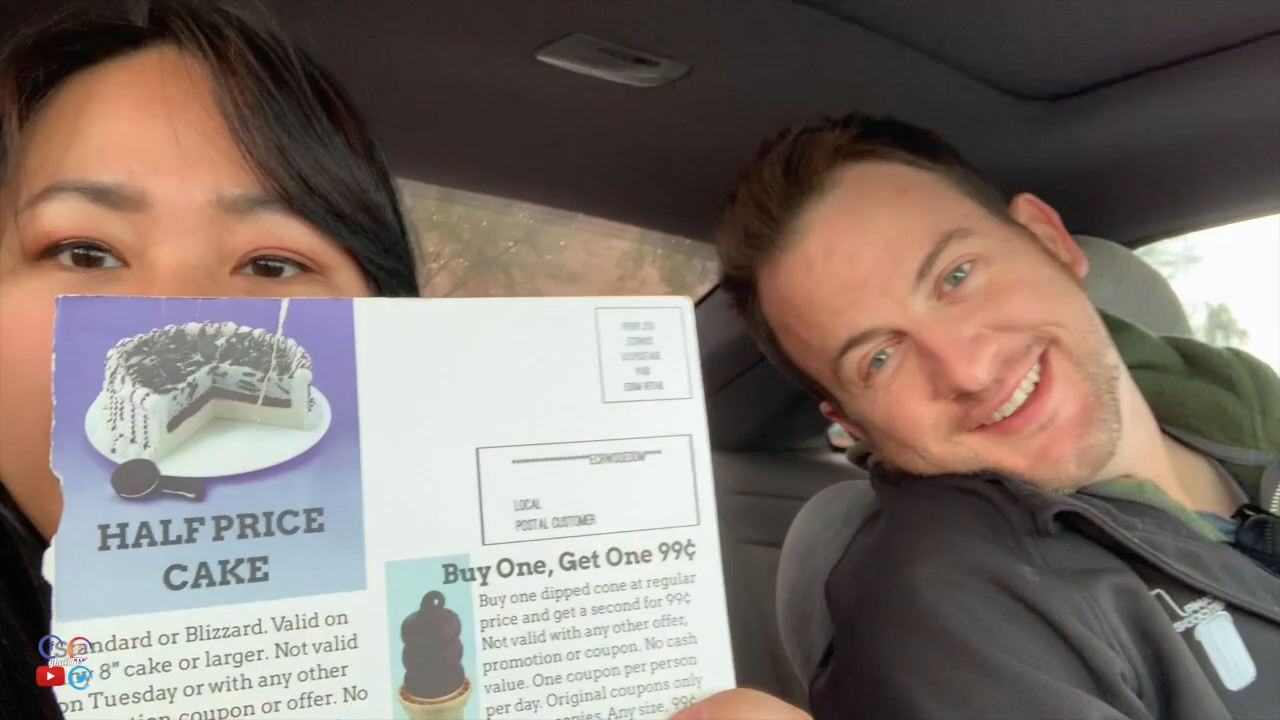 HALF PRICE
CAKE
Standard or Blizzard. Valid on
8" cake or larger. Not valid
on Tuesday or with any other
coupon or offer. No
ECRWSSEDDM
LOCAL
POSTAL CUSTOMER
Buy One, Get One 99¢
Buy one dipped cone at regular
price and get a second for 99¢
Not valid with any other offer,
promotion or coupon. No cash
value. One coupon per person
per day. Original coupons only
Any size, 99¢